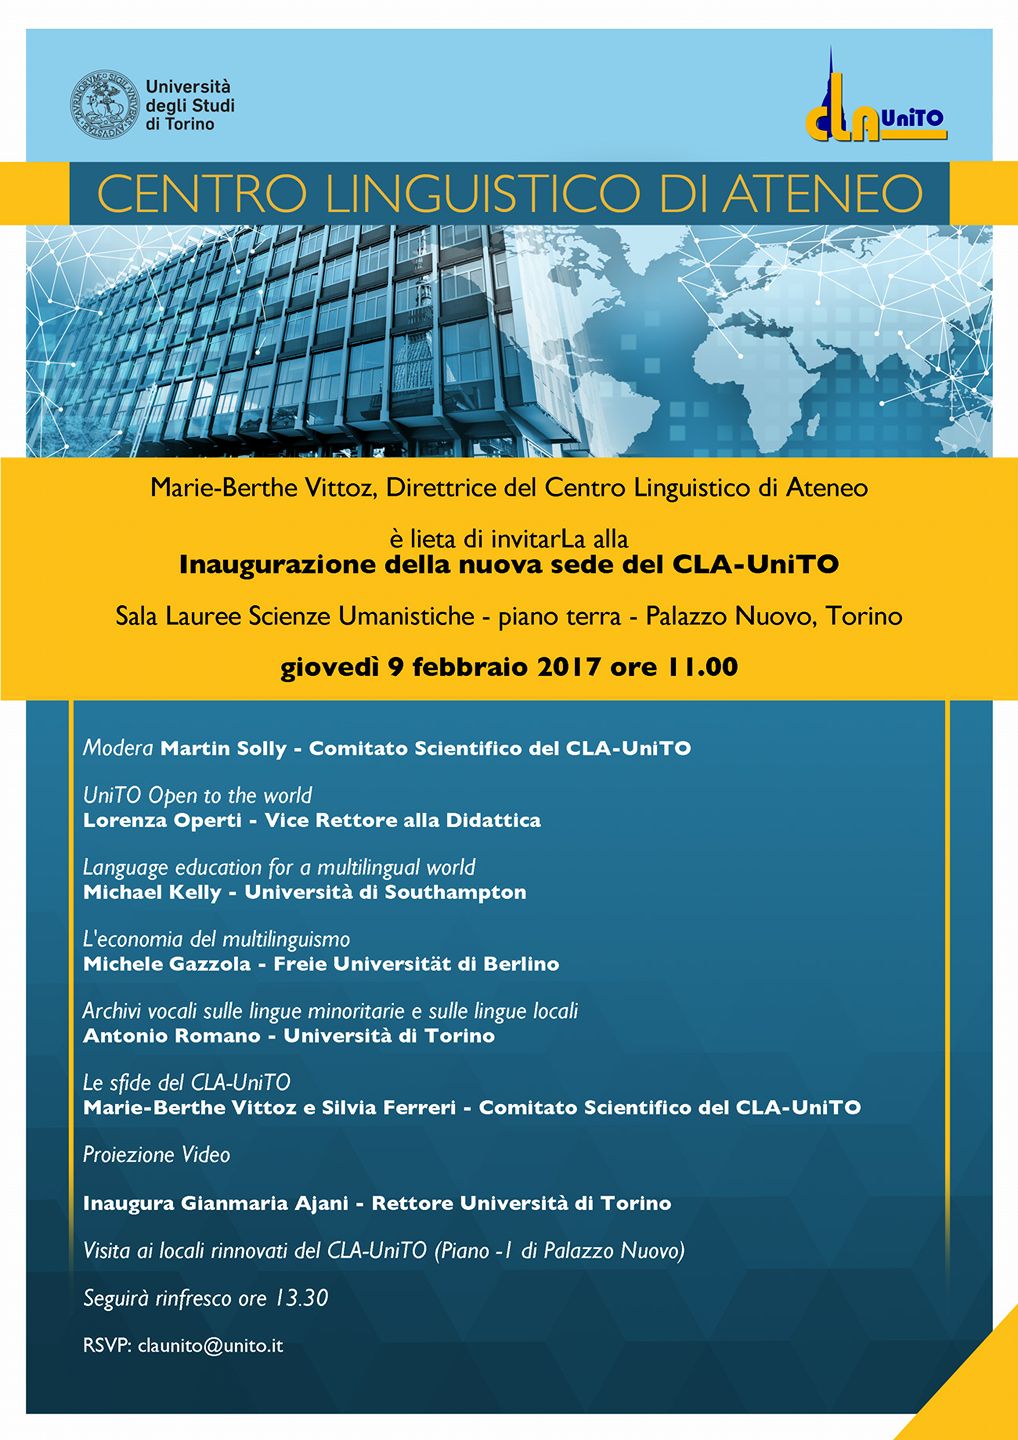 Università
degli Studi
di Torino
CLA UniTO
CENTRO LINGUISTICO DI ATENEO
Marie-Berthe Vittoz, Direttrice del Centro Linguistico di Ateneo
è lieta di invitarLa alla
Inaugurazione della nuova sede del CLA-UniTO
Sala Lauree Scienze Umanistiche - piano terra - Palazzo Nuovo, Torino
giovedì 9 febbraio 2017 ore 11.00
Modera Martin Solly - Comitato Scientifico del CLA-UniTO
UniTO Open to the world
Lorenza Operti - Vice Rettore alla Didattica
Language education for a multilingual world
Michael Kelly - Università di Southampton
L'economia del multilinguismo
Michele Gazzola - Freie Universität di Berlino
Archivi vocali sulle lingue minoritarie e sulle lingue locali
Antonio Romano - Università di Torino
Le sfide del CLA-UniTO
Marie-Berthe Vittoz e Silvia Ferreri - Comitato Scientifico del CLA-UniTO
Proiezione Video
Inaugura Gianmaria Ajani - Rettore Università di Torino
Visita ai locali rinnovati del CLA-UniTO (Piano -1 di Palazzo Nuovo)
Seguirà rinfresco ore 13.30
RSVP: claunito@unito.it